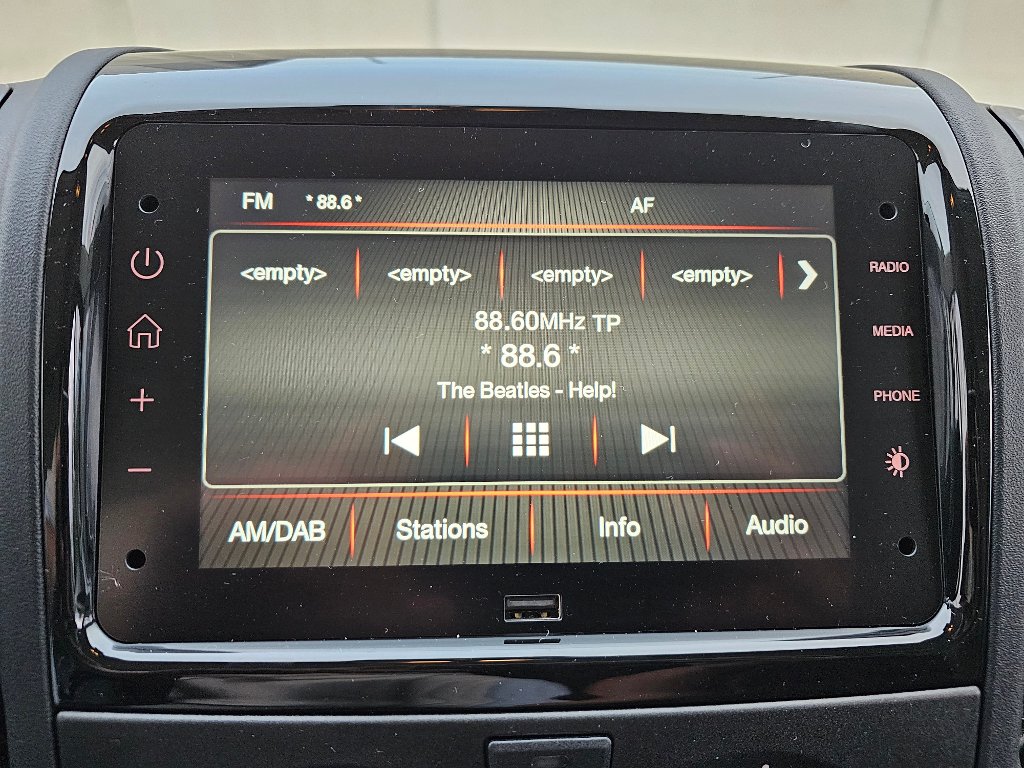 FM * 88.6 * AF
<empty> <empty> <empty> <empty>
88.60MHz TP
* 88.6 *
The Beatles - Help!
AM/DAB Stations Info Audio
RADIO
MEDIA
PHONE